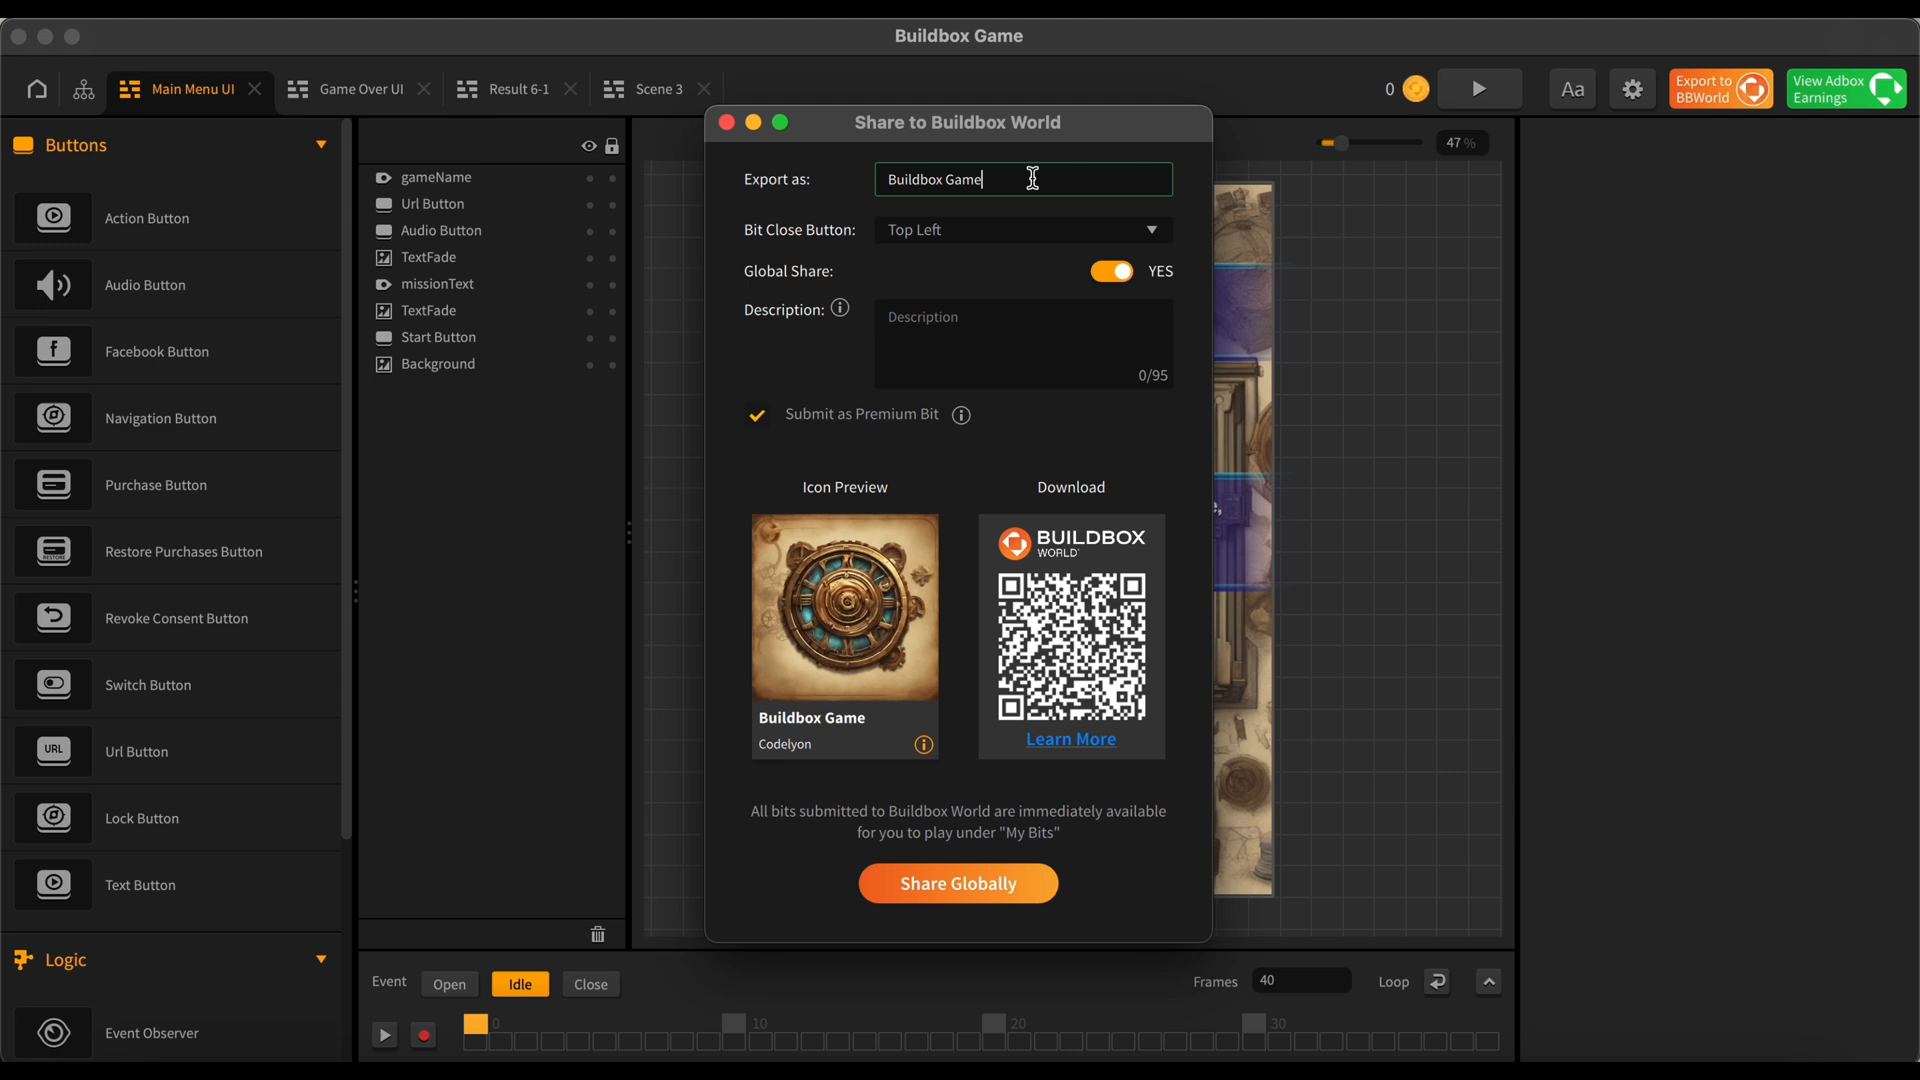 Buildbox Game
Main Menu UI
Game Over UI
Result 6-1
Scene 3
0
Aa
Export to
BBWorld
View Adbox
Earnings
Buttons
Action Button
Audio Button
Facebook Button
Navigation Button
Purchase Button
RESTORE
Restore Purchases Button
Revoke Consent Button
Switch Button
URL
Url Button
Lock Button
Text Button
Logic
Event Observer
gameName
Url Button
Audio Button
TextFade
missionText
TextFade
Start Button
Background
47 %
Share to Buildbox World
Export as:
Buildbox Game
Bit Close Button:
Top Left
Global Share:
YES
Description:
Description
0/95
Submit as Premium Bit
Icon Preview
Download
Buildbox Game
Codelyon
BUILDBOX
WORLD
Learn More
All bits submitted to Buildbox World are immediately available
for you to play under "My Bits"
Share Globally
Event
Open
Idle
Close
Frames
40
Loop
0
10
20
30